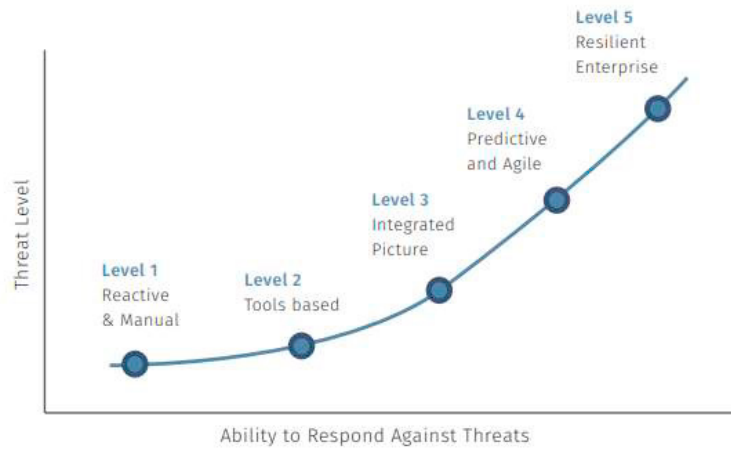 Level 5
Resilient
Enterprise
Level 4
Predictive
and Agile
Level 3
Integrated
Picture
Level 1
Reactive
& Manual
Level 2
Tools based
Threat Level
Ability to Respond Against Threats